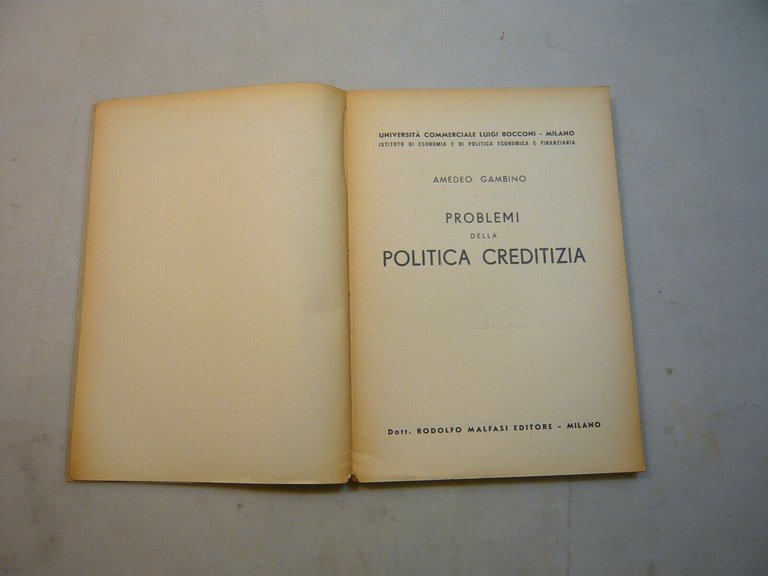 UNIVERSITÀ COMMERCIALE LUIGI BOCCONI - MILANO
ISTITUTO DI ECONOMIA E DI POLITICA ECONOMICA E FINANZIARIA
AMEDEO GAMBINO
PROBLEMI
DELLA
POLITICA CREDITIZIA
Dott. RODOLFO MALFASI EDITORE - MILANO